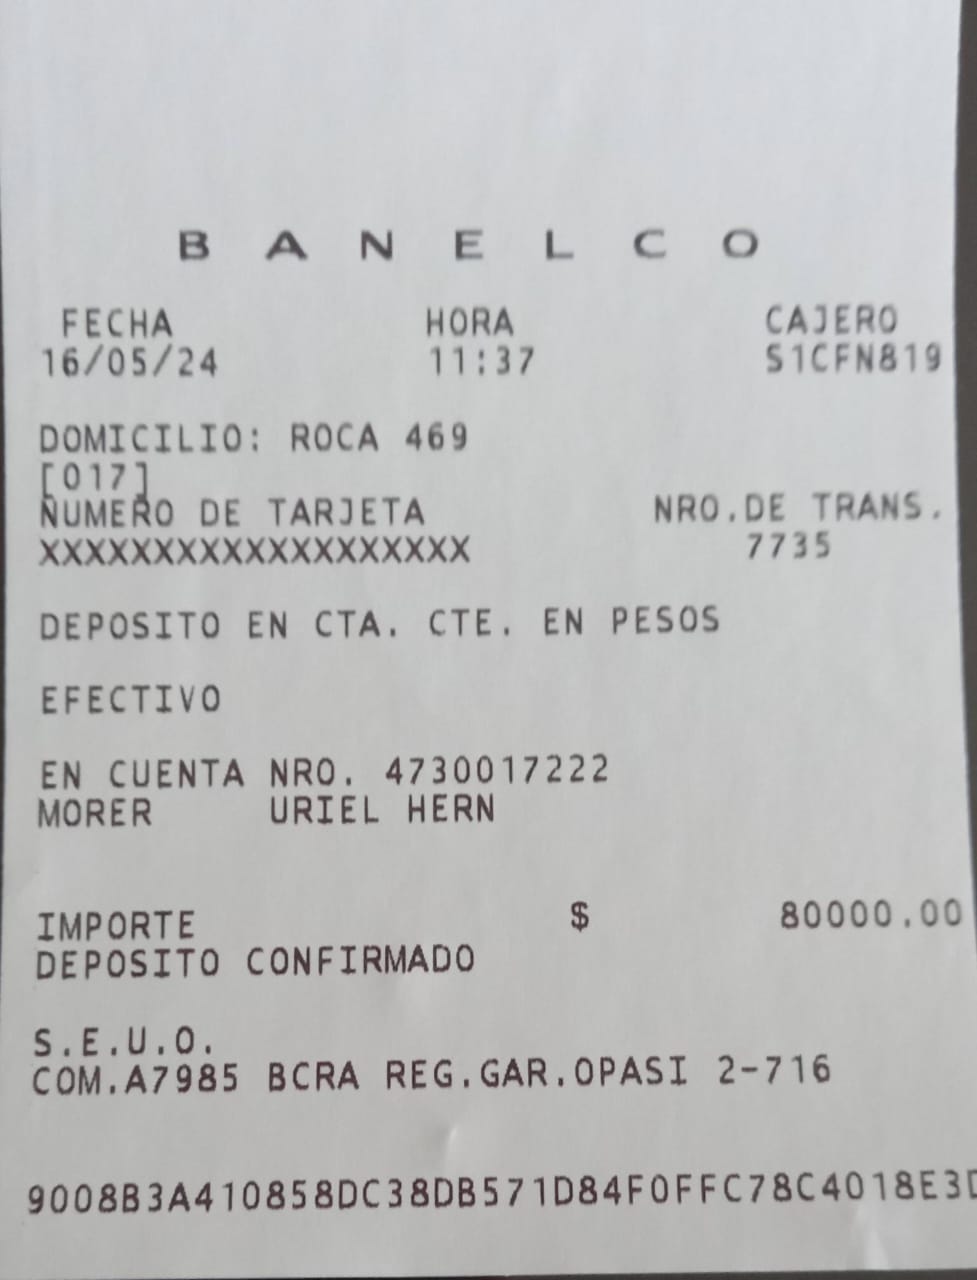 B A N E L C O
FECHA HORA CAJERO
16/05/24 11:37 S1CFN819
DOMICILIO: ROCA 469
[017]
NUMERO DE TARJETA NRO.DE TRANS.
XXXXXXXXXXXXXXXXXXX 7735
DEPOSITO EN CTA. CTE. EN PESOS
EFECTIVO
EN CUENTA NRO. 4730017222
MORER URIEL HERN
IMPORTE $ 80000.00
DEPOSITO CONFIRMADO
S.E.U.O.
COM.A7985 BCRA REG.GAR.OPASI 2-716
9008B3A410858DC38DB571D84F0FFC78C4018E3D